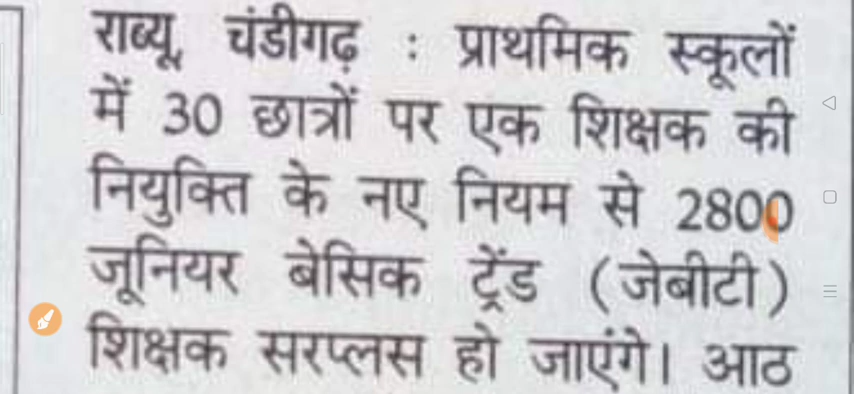 राब्यू, चंडीगढ़ : प्राथमिक स्कूलों
में 30 छात्रों पर एक शिक्षक की
नियुक्ति के नए नियम से 2800
जूनियर बेसिक ट्रेंड (जेबीटी)
शिक्षक सरप्लस हो जाएंगे। आठ